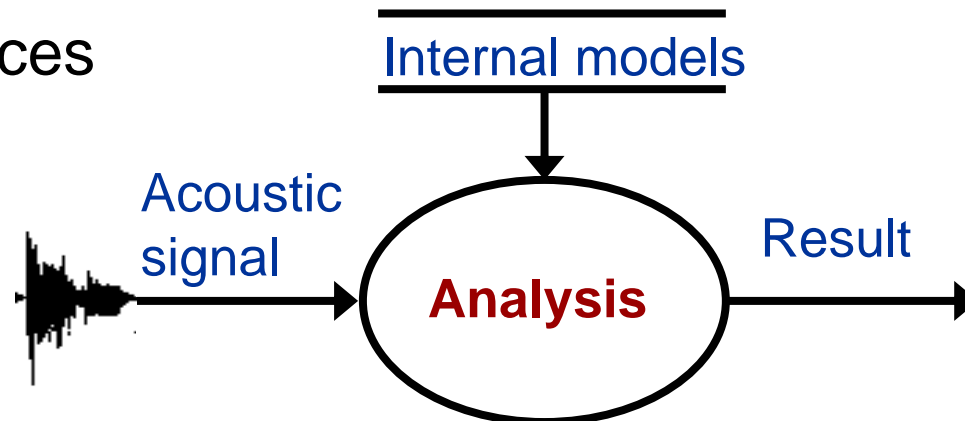 ces
Internal models
Acoustic
signal
Analysis
Result